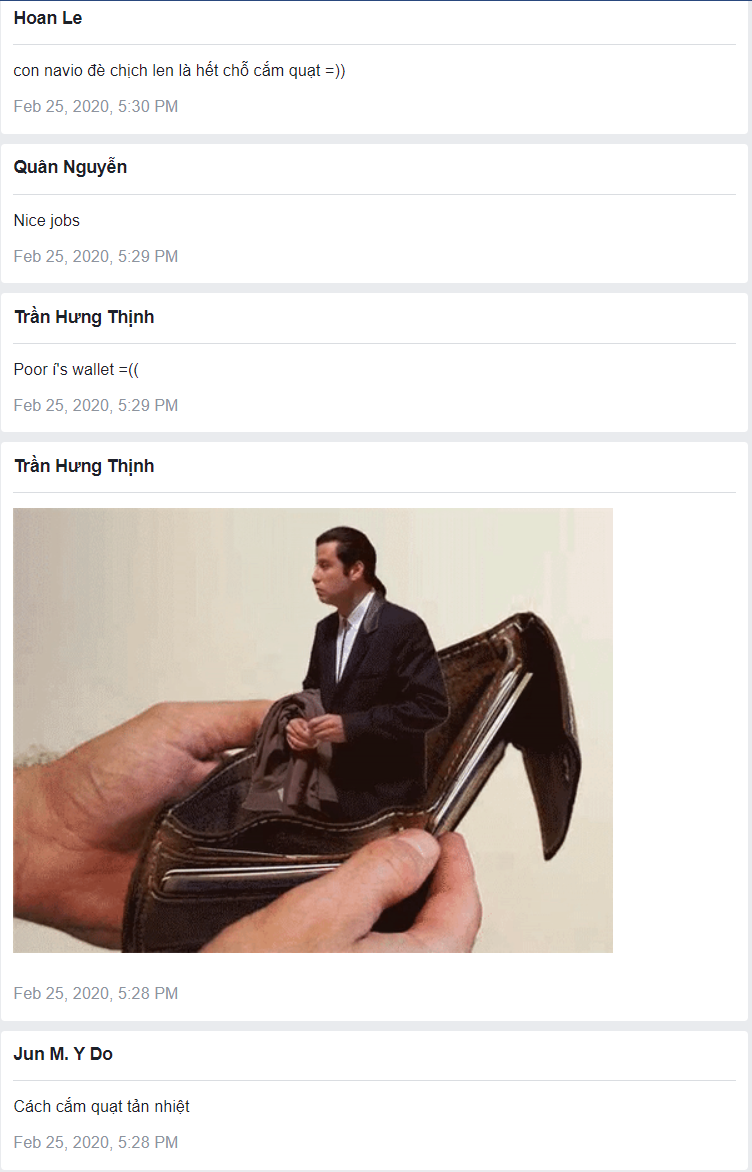 Hoan Le
con navio đè chịch len là hết chỗ cắm quạt =))
Feb 25, 2020, 5:30 PM
Quân Nguyễn
Nice jobs
Feb 25, 2020, 5:29 PM
Trần Hưng Thịnh
Poor í's wallet =((
Feb 25, 2020, 5:29 PM
Trần Hưng Thịnh
Feb 25, 2020, 5:28 PM
Jun M. Y Do
Cách cắm quạt tản nhiệt
Feb 25, 2020, 5:28 PM